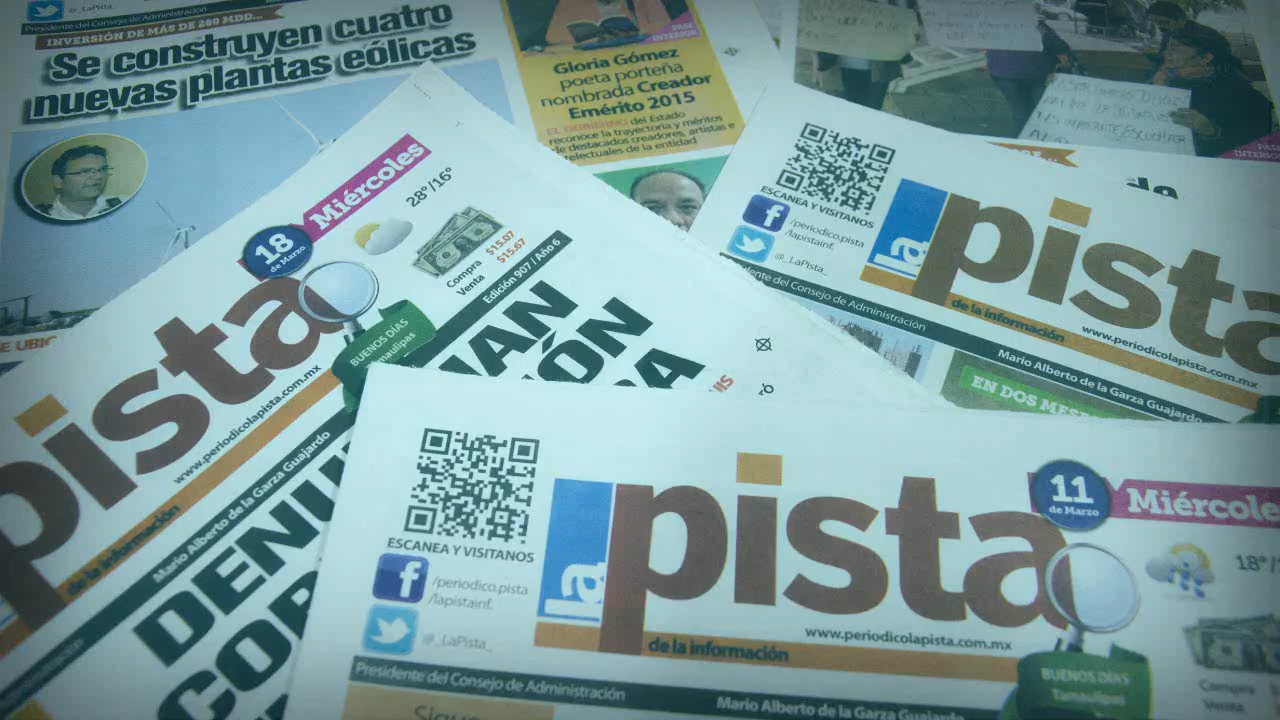 @_LaPista_
Presidente del Consejo de Administración
INVERSIÓN DE MÁS DE 280 MDD...
Se construyen cuatro
nuevas plantas eólicas
PASE
INTERIOR
Gloria Gómez
poeta porteña
nombrada Creador
Emérito 2015
EL GOBIERNO del Estado
reconoce la trayectoria y méritos
de destacados creadores, artistas e
intelectuales de la entidad
PASE
INTERIOR
ESCANEA Y VISITANOS
/periodico.pista
/lapistainf.
@_LaPista_
la pista
de la información
www.periodicolapista.com.mx
Presidente del Consejo de Administración
Mario Alberto de la Garza Guajardo
EN DOS MESES
18
de Marzo
Miércoles
28°/16°
Compra $15.07
Venta $15.67
Edición 907 / Año 6
pista
BUENOS DÍAS
Tamaulipas
www.periodicolapista.com.mx
de la información
Mario Alberto de la Garza Guajardo
ESCANEA Y VISITANOS
/periodico.pista
/lapistainf.
@_LaPista_
la pista
de la información
www.periodicolapista.com.mx
11
de Marzo
Miércole
18°/
Compra
Venta
BUENOS DÍAS
Tamaulipas
Presidente del Consejo de Administración
Mario Alberto de la Garza Guajardo